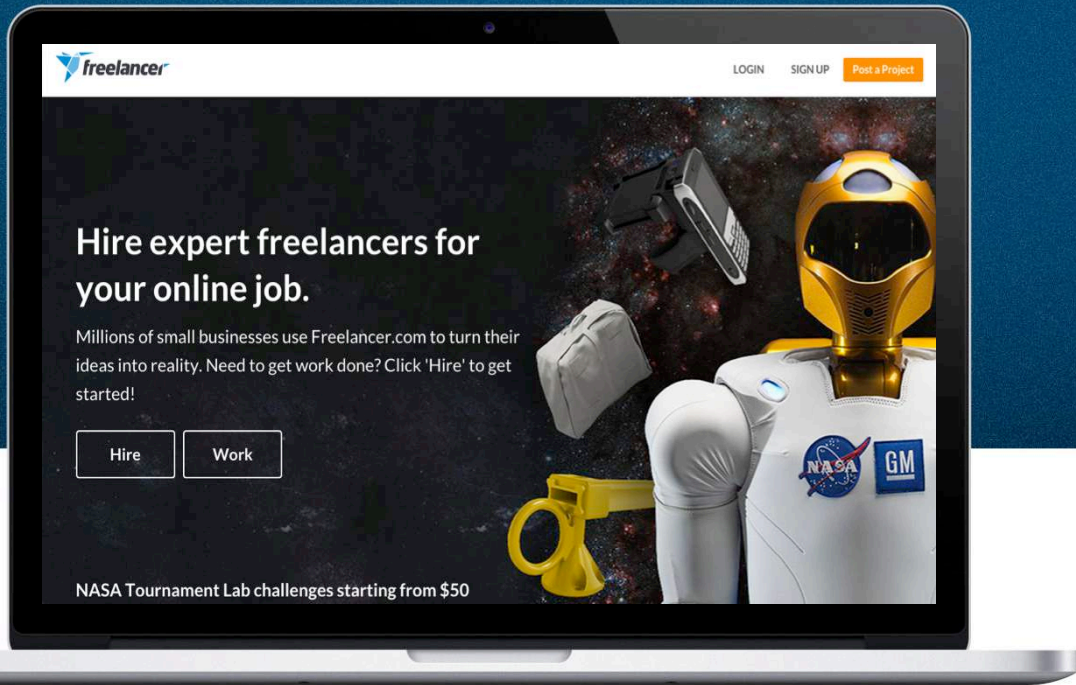 freelancer
LOGIN SIGN UP Post a Project
Hire expert freelancers for
your online job.
Millions of small businesses use Freelancer.com to turn their
ideas into reality. Need to get work done? Click 'Hire' to get
started!
Hire Work
NASA GM
NASA Tournament Lab challenges starting from $50